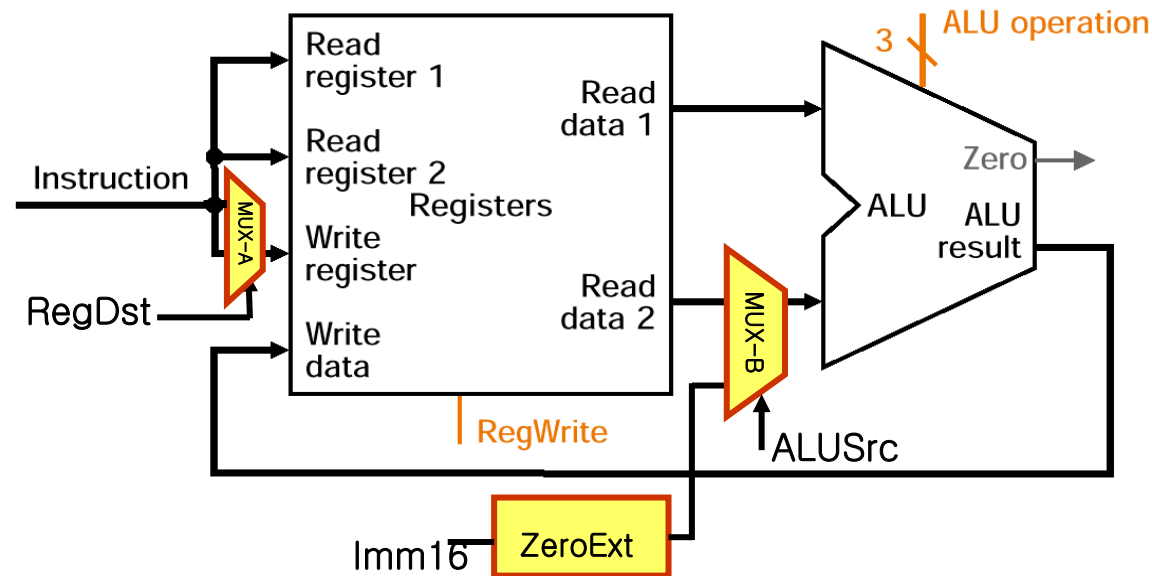 ALU operation
3
Read
register 1
Read
data 1
Read
register 2
Zero
Instruction
MUX-A
Registers
ALU
ALU
result
Write
register
Read
data 2
MUX-B
RegDst
Write
data
RegWrite
ALUSrc
Imm16
ZeroExt